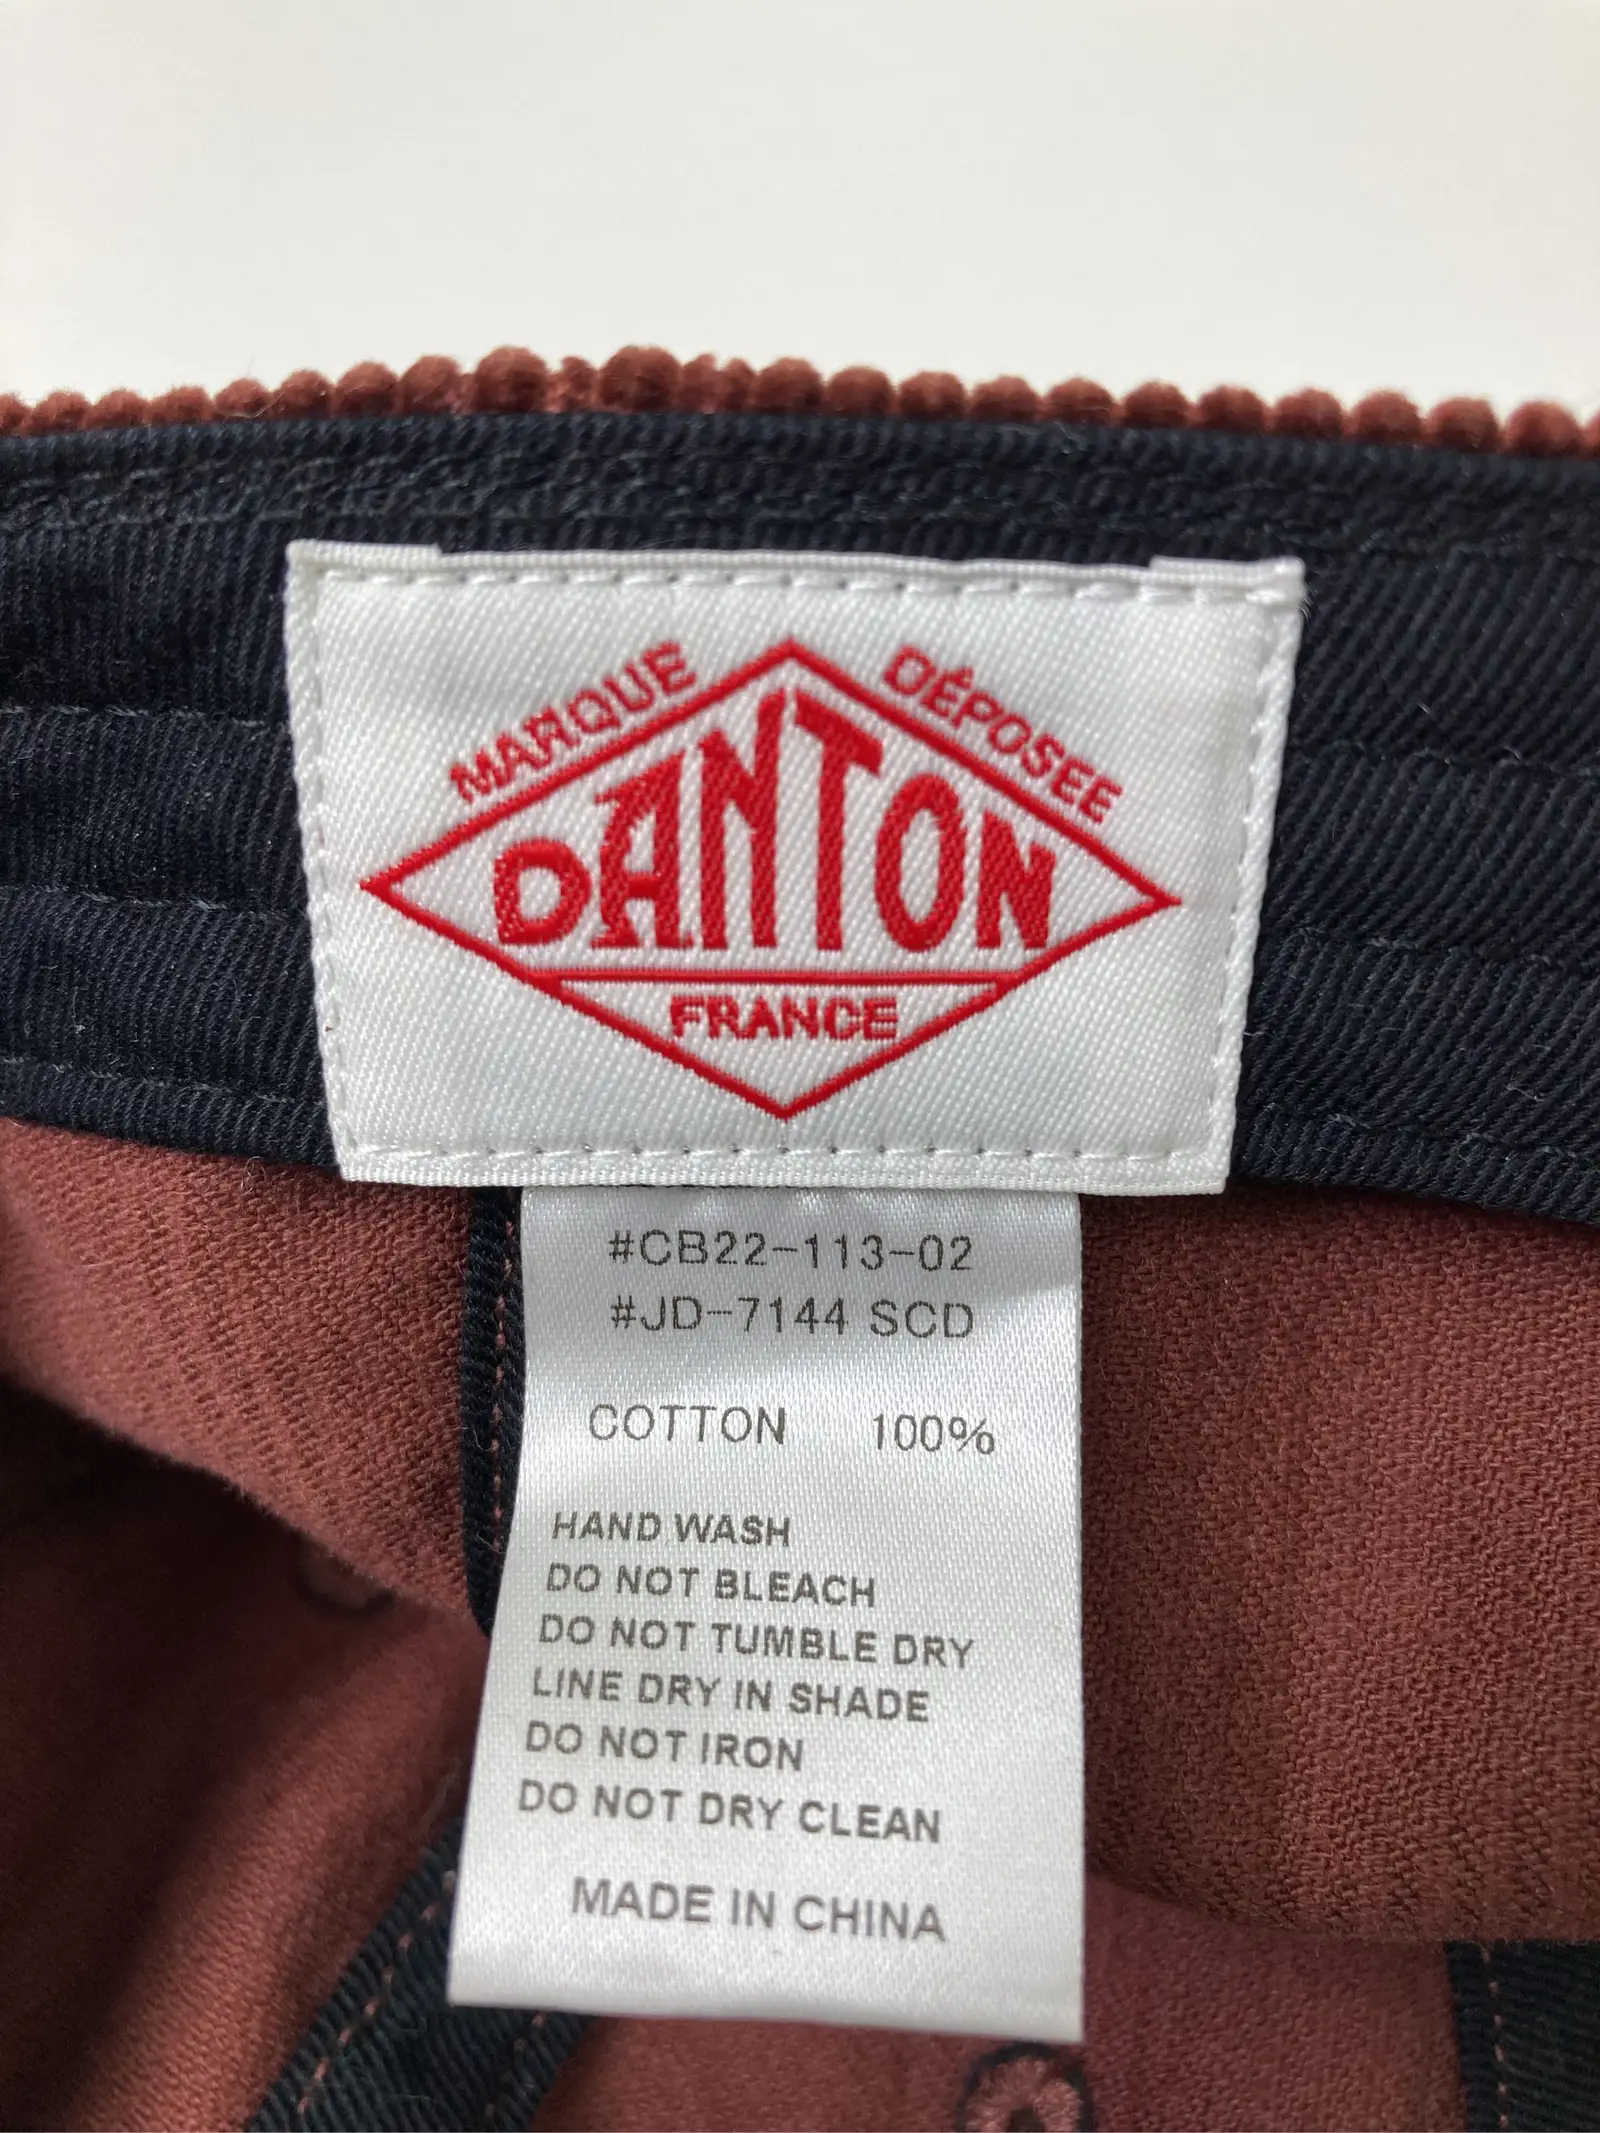 MARQUE DÉPOSEE
DANTON
FRANCE
#CB22-113-02
#JD-7144 SCD
COTTON 100%
HAND WASH
DO NOT BLEACH
DO NOT TUMBLE DRY
LINE DRY IN SHADE
DO NOT IRON
DO NOT DRY CLEAN
MADE IN CHINA